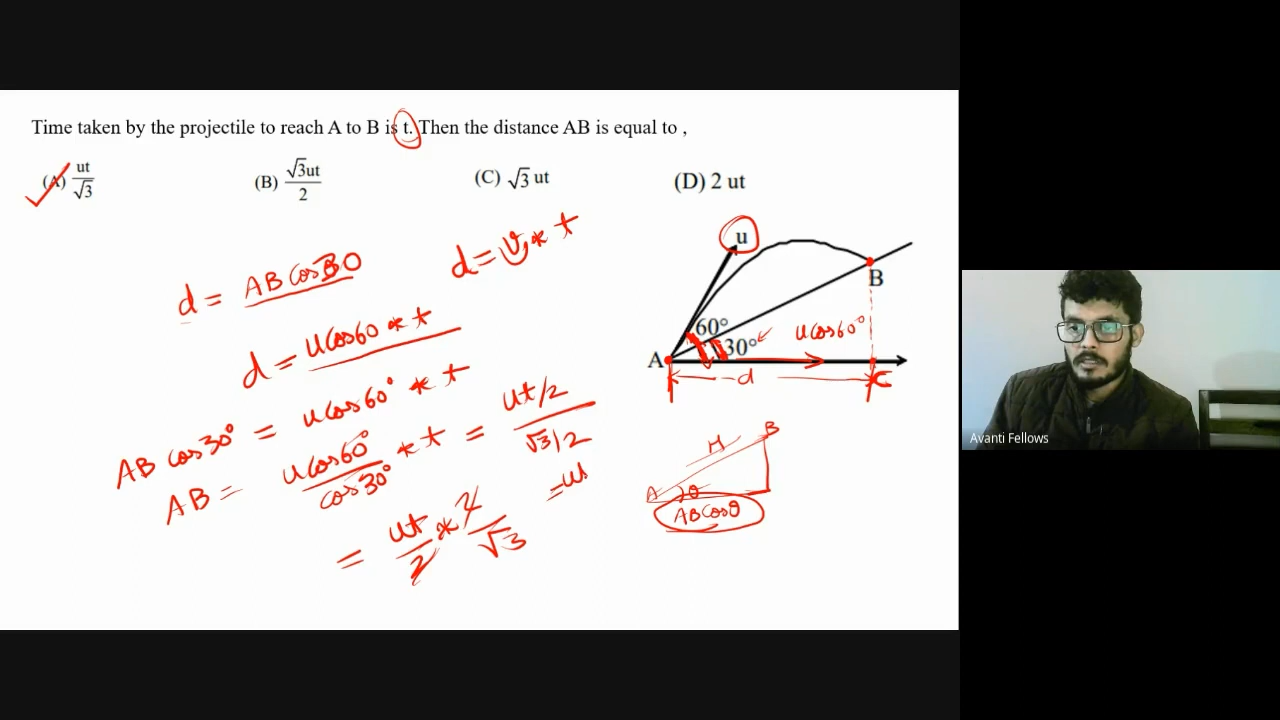 Time taken by the projectile to reach A to B is t. Then the distance AB is equal to ,
(A) ut/√3 (B) √3ut/2 (C) √3 ut (D) 2 ut
d = AB cos30
d = v * t
d = ucos60 * t
AB cos30° = ucos60° * t
AB = ucos60°/cos30° * t = ut/2 / √3/2
= ut/2 * 2/√3
u
B
60°
30°
ucos60°
A
d
C
H
B
A
θ
ABcosθ
Avanti Fellows